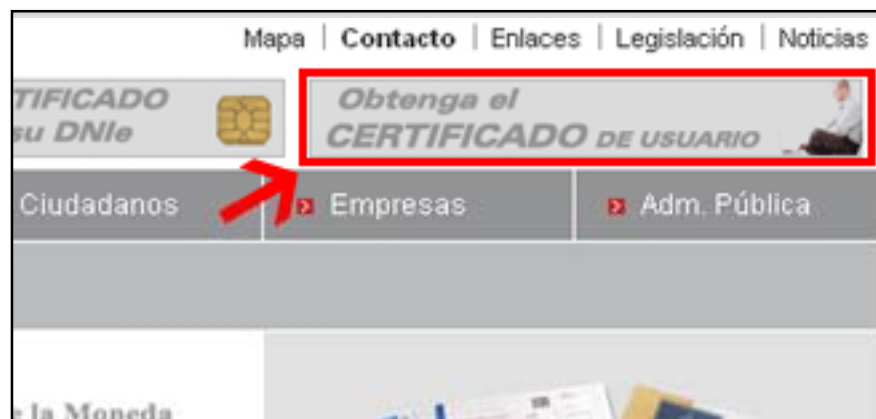 Mapa | Contacto | Enlaces | Legislación | Noticias
TIFICADO
su DNIe
Obtenga el
CERTIFICADO DE USUARIO
Ciudadanos
Empresas
Adm. Pública
e la Moneda